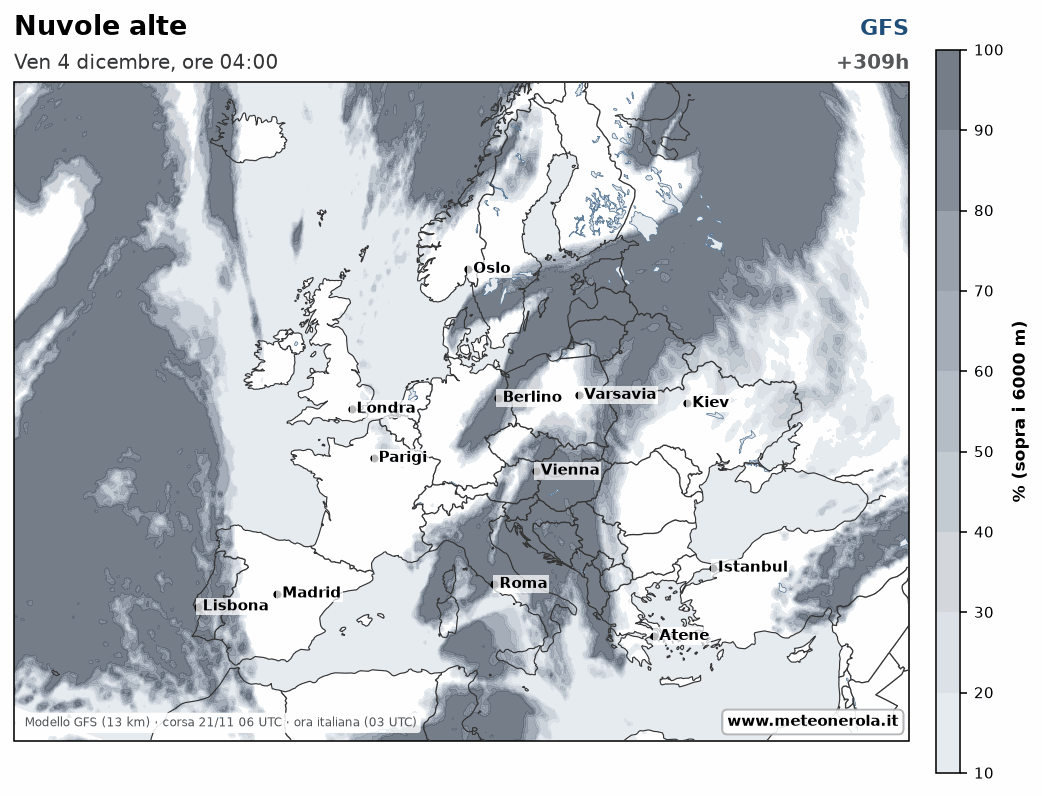 Nuvole alte
GFS
Ven 4 dicembre, ore 04:00
+309h
Oslo
Londra
Berlino
Varsavia
Kiev
Parigi
Vienna
Istanbul
Roma
Madrid
Lisbona
Atene
Modello GFS (13 km) · corsa 21/11 06 UTC · ora italiana (03 UTC)
www.meteonerola.it
100
90
80
70
60
50
40
30
20
10
% (sopra i 6000 m)